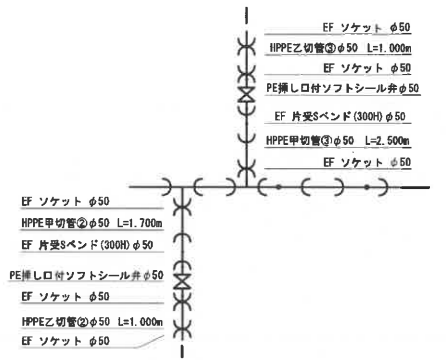 EF ソケット φ50
HPPE乙切管③φ50 L=1.000m
EF ソケット φ50
PE挿し口付ソフトシール弁φ50
EF 片受Sベンド(300H)φ50
HPPE甲切管③φ50 L=2.500m
EF ソケット φ50
EF ソケット φ50
HPPE甲切管②φ50 L=1.700m
EF 片受Sベンド(300H)φ50
PE挿し口付ソフトシール弁φ50
EF ソケット φ50
HPPE乙切管②φ50 L=1.000m
EF ソケット φ50